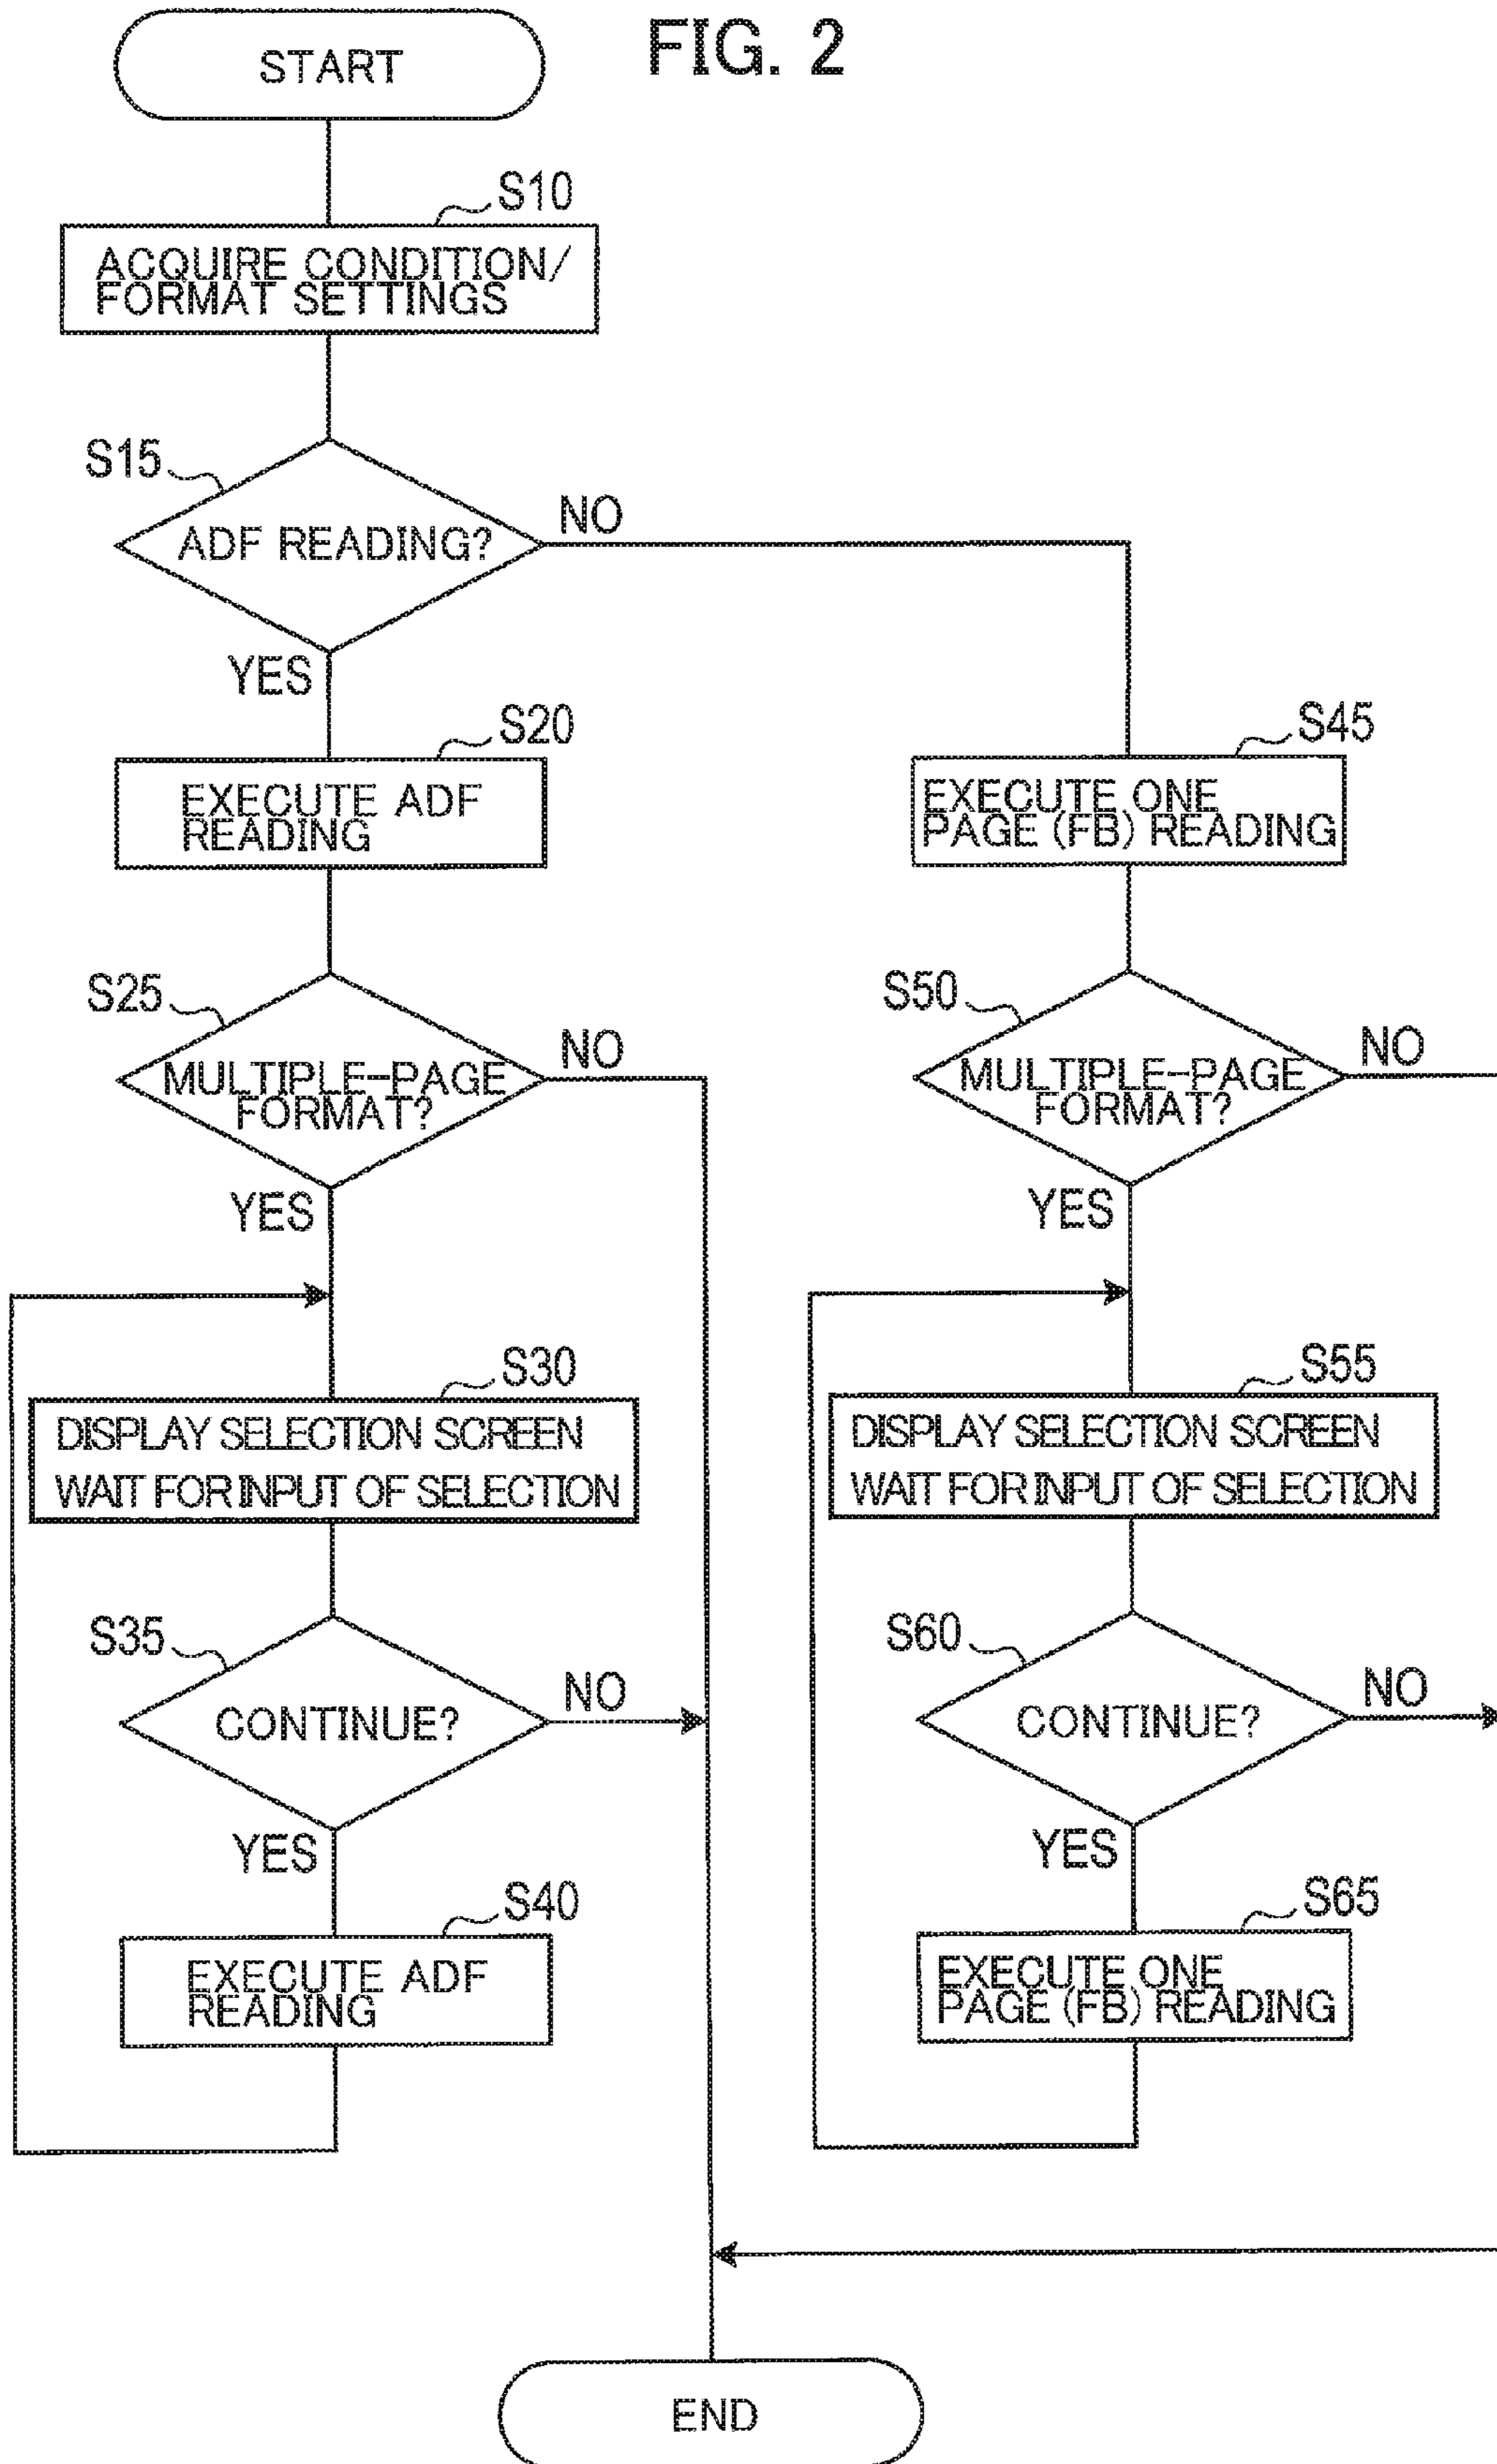 FIG. 2
START
S10
ACQUIRE CONDITION/
FORMAT SETTINGS
S15
ADF READING?
NO
YES
S20
EXECUTE ADF
READING
S25
MULTIPLE-PAGE
FORMAT?
NO
YES
S30
DISPLAY SELECTION SCREEN
WAIT FOR INPUT OF SELECTION
S35
CONTINUE?
NO
YES
S40
EXECUTE ADF
READING
S45
EXECUTE ONE
PAGE (FB) READING
S50
MULTIPLE-PAGE
FORMAT?
NO
YES
S55
DISPLAY SELECTION SCREEN
WAIT FOR INPUT OF SELECTION
S60
CONTINUE?
NO
YES
S65
EXECUTE ONE
PAGE (FB) READING
END